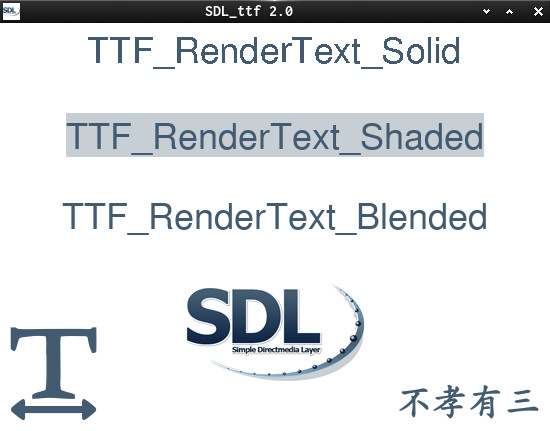 SDL_ttf 2.0
TTF_RenderText_Solid
TTF_RenderText_Shaded
TTF_RenderText_Blended
SDL
Simple Directmedia Layer
T
不孝有三